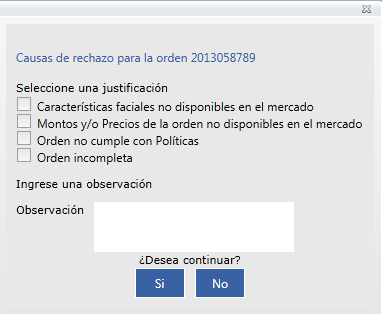 Causas de rechazo para la orden 2013058789
Seleccione una justificación
Características faciales no disponibles en el mercado
Montos y/o Precios de la orden no disponibles en el mercado
Orden no cumple con Políticas
Orden incompleta
Ingrese una observación
Observación
¿Desea continuar?
Si No